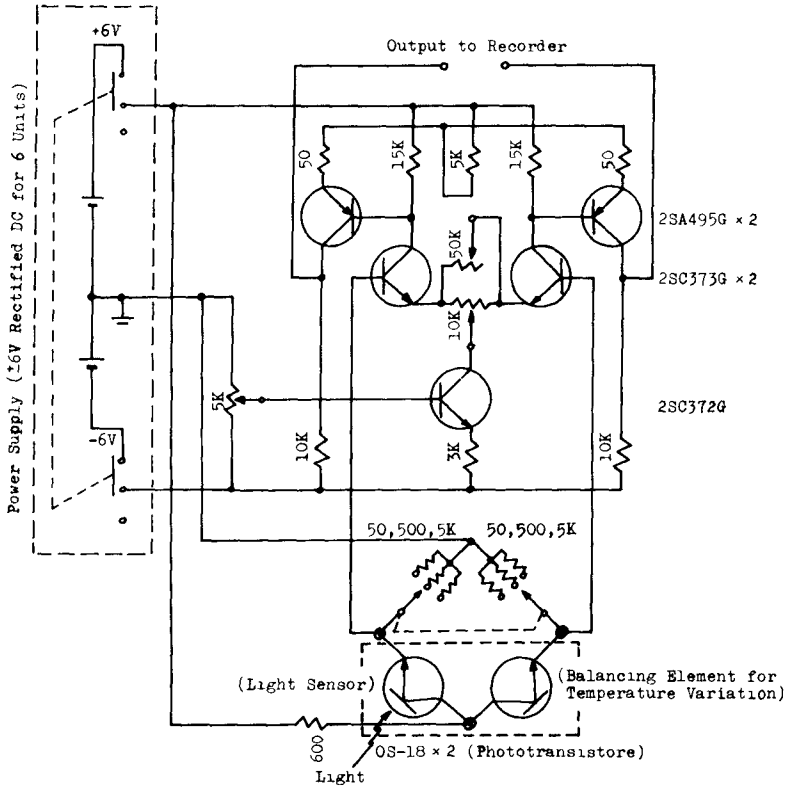 +6V
Output to Recorder
Power Supply (±6V Rectified DC for 6 Units)
50
15K
5K
15K
50
2SA495G × 2
50K
2SC373G × 2
10K
5K
2SC372G
-6V
10K
3K
10K
50,500,5K
50,500,5K
(Light Sensor)
(Balancing Element for
Temperature Variation)
600
OS-18 × 2 (Phototransistore)
Light